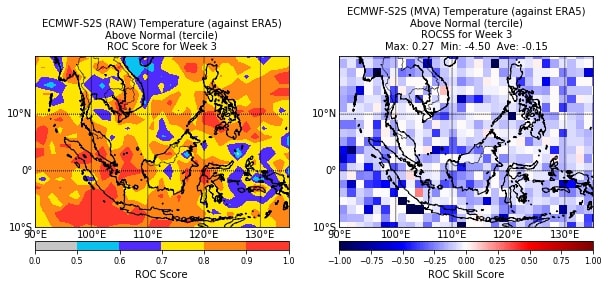 ECMWF-S2S (RAW) Temperature (against ERA5)
Above Normal (tercile)
ROC Score for Week 3
10°N
0°
10°S
90°E 100°E 110°E 120°E 130°E
0.0 0.5 0.6 0.7 0.8 0.9 1.0
ROC Score
ECMWF-S2S (MVA) Temperature (against ERA5)
Above Normal (tercile)
ROCSS for Week 3
Max: 0.27 Min: -4.50 Ave: -0.15
10°N
0°
10°S
90°E 100°E 110°E 120°E 130°E
−1.00 −0.75 −0.50 −0.25 0.00 0.25 0.50 0.75 1.00
ROC Skill Score